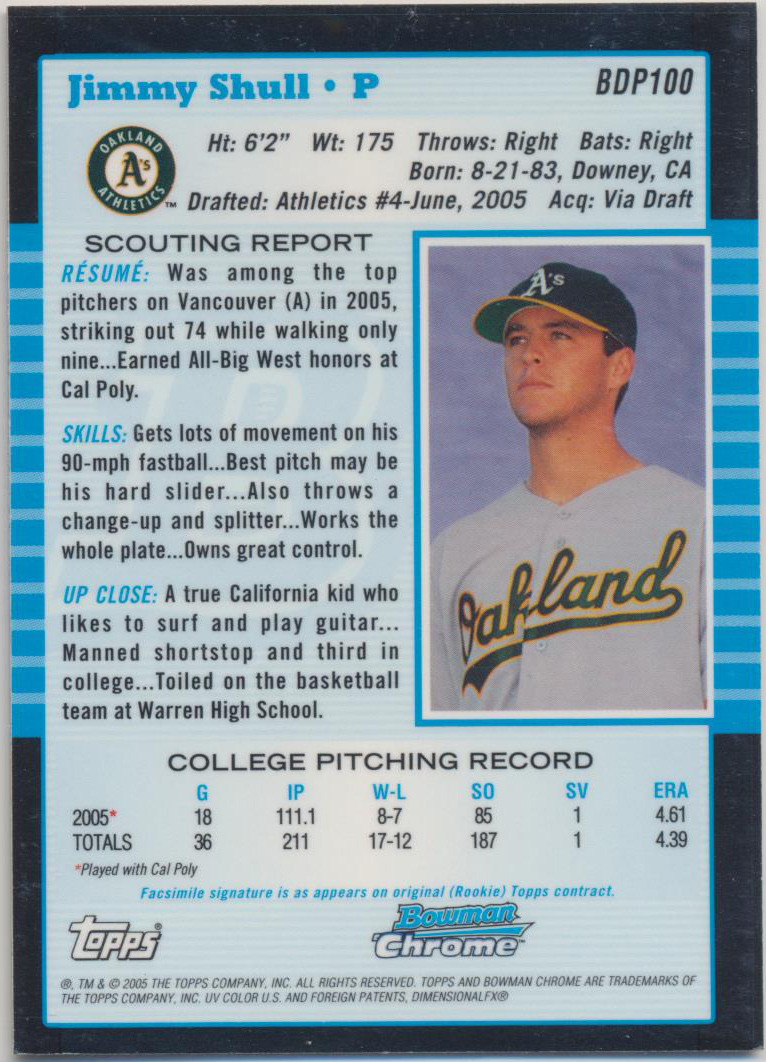 Jimmy Shull • P
BDP100
OAKLAND
A's
ATHLETICS™
Ht: 6'2" Wt: 175 Throws: Right Bats: Right
Born: 8-21-83, Downey, CA
Drafted: Athletics #4-June, 2005 Acq: Via Draft
SCOUTING REPORT
RÉSUMÉ: Was among the top
pitchers on Vancouver (A) in 2005,
striking out 74 while walking only
nine...Earned All-Big West honors at
Cal Poly.
SKILLS: Gets lots of movement on his
90-mph fastball...Best pitch may be
his hard slider...Also throws a
change-up and splitter...Works the
whole plate...Owns great control.
UP CLOSE: A true California kid who
likes to surf and play guitar...
Manned shortstop and third in
college...Toiled on the basketball
team at Warren High School.
A's
Oakland
COLLEGE PITCHING RECORD
G IP W-L SO SV ERA
2005* 18 111.1 8-7 85 1 4.61
TOTALS 36 211 17-12 187 1 4.39
*Played with Cal Poly
Facsimile signature is as appears on original (Rookie) Topps contract.
Topps®
Bowman
Chrome™
®, TM & © 2005 THE TOPPS COMPANY, INC. ALL RIGHTS RESERVED. TOPPS AND BOWMAN CHROME ARE TRADEMARKS OF
THE TOPPS COMPANY, INC. UV COLOR U.S. AND FOREIGN PATENTS, DIMENSIONALFX®